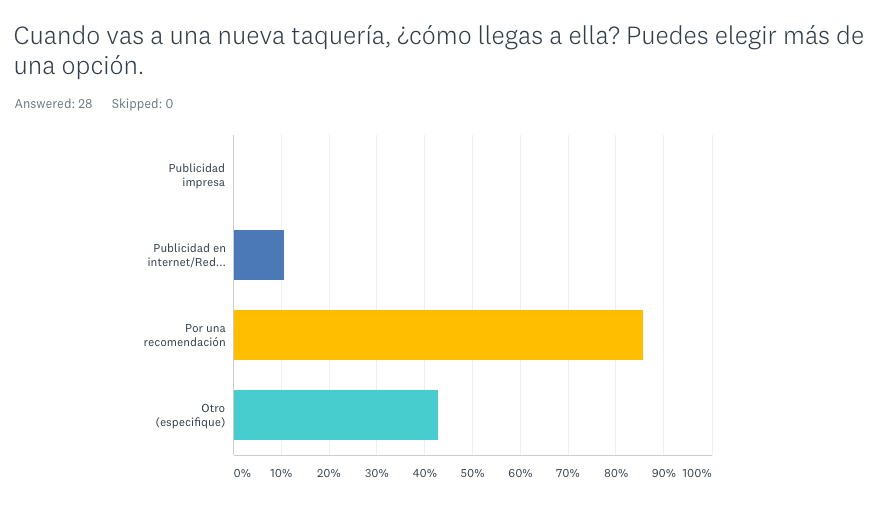 Cuando vas a una nueva taquería, ¿cómo llegas a ella? Puedes elegir más de
una opción.
Answered: 28 Skipped: 0
Publicidad
impresa
Publicidad en
internet/Red...
Por una
recomendación
Otro
(especifique)
0% 10% 20% 30% 40% 50% 60% 70% 80% 90% 100%